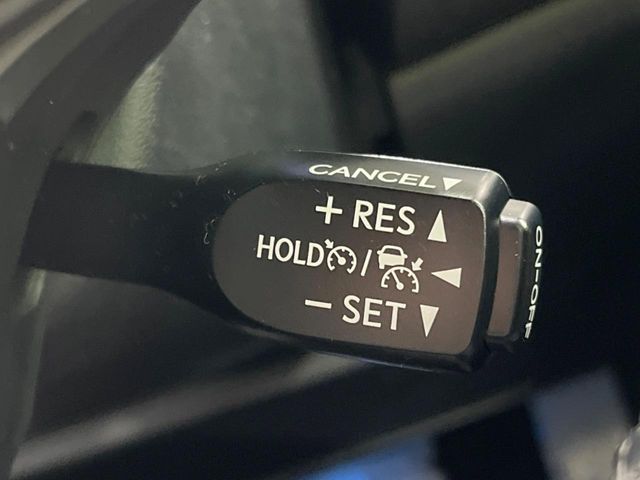 CANCEL▼
+ RES ▲
HOLD / ◀
- SET ▼
ON-OFF